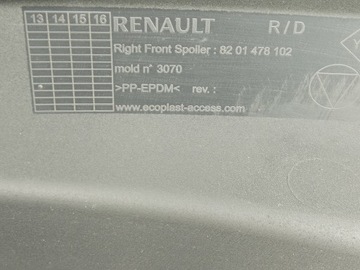 13 14 15 16
RENAULT R/D
Right Front Spoiler : 82 01 478 102
mold n° 3070
>PP-EPDM< rev.:
www.ecoplast-access.com